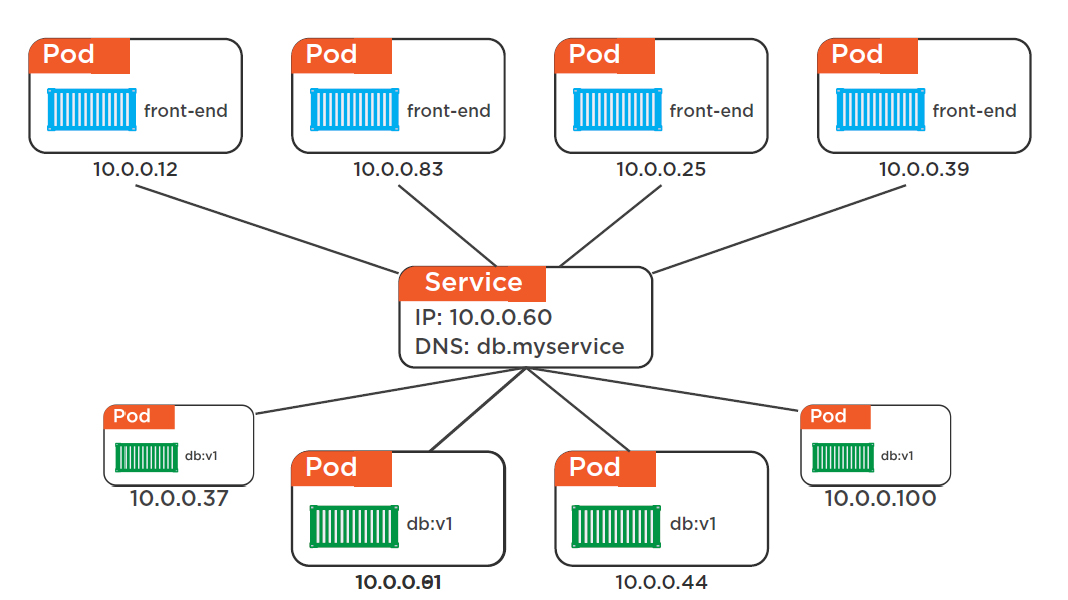 Pod
front-end
10.0.0.12
Pod
front-end
10.0.0.83
Pod
front-end
10.0.0.25
Pod
front-end
10.0.0.39
Service
IP: 10.0.0.60
DNS: db.myservice
Pod
db:v1
10.0.0.37
Pod
db:v1
Pod
db:v1
10.0.0.44
Pod
db:v1
10.0.0.100